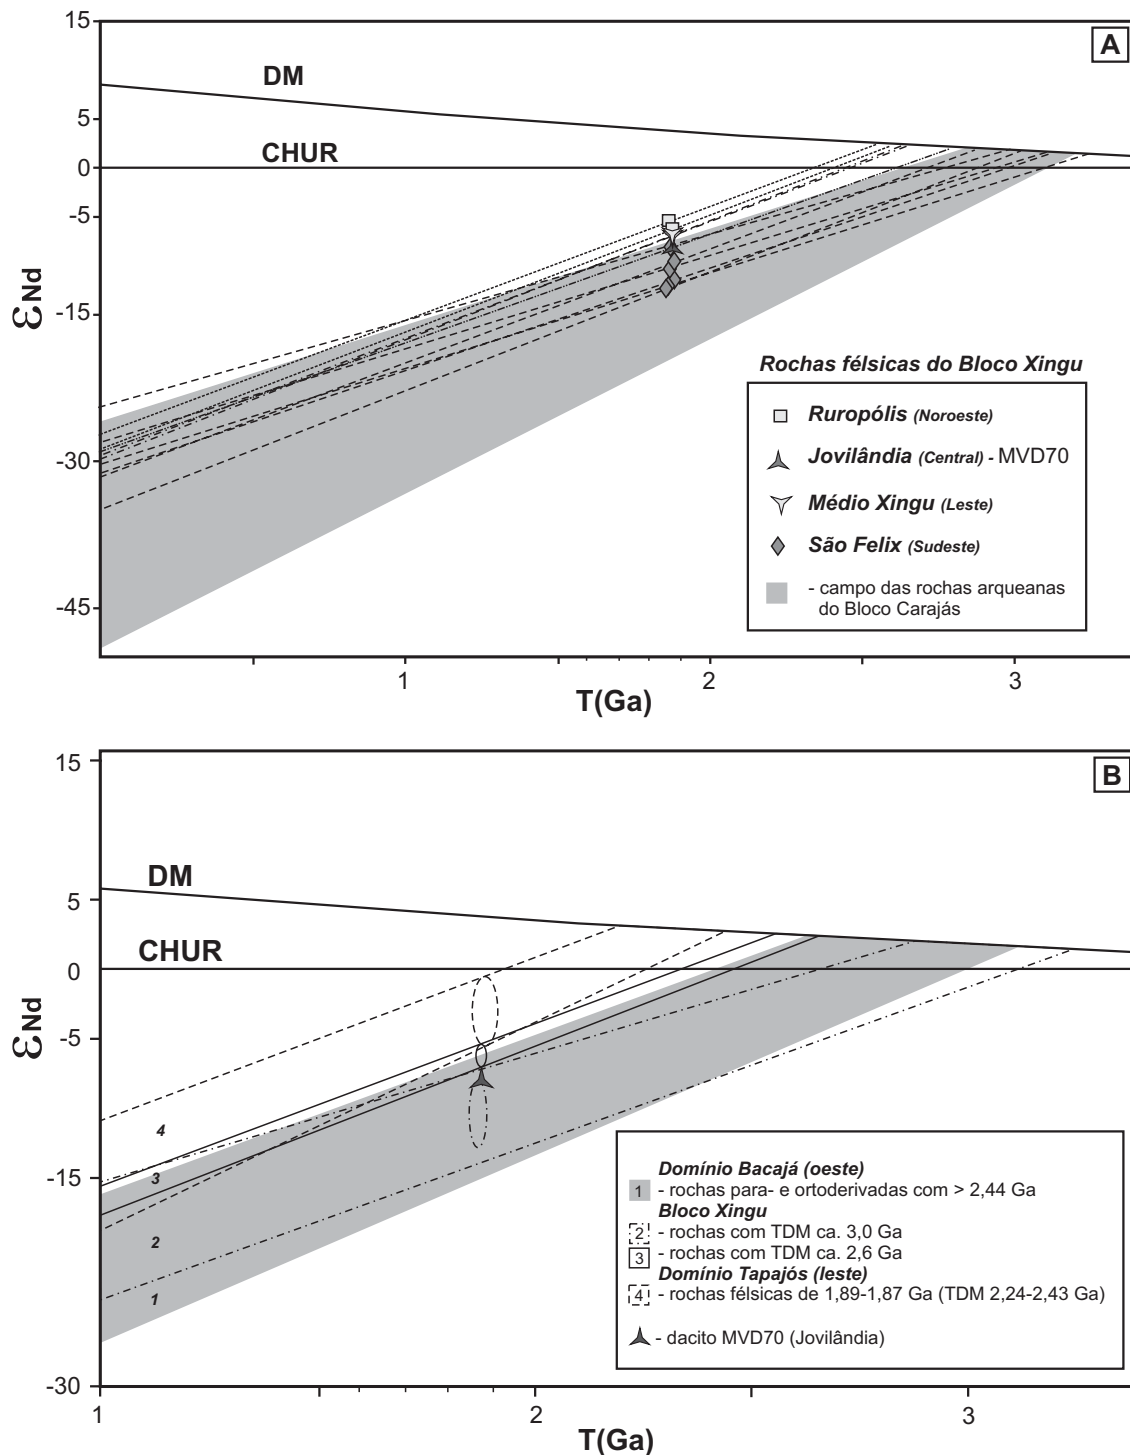 15
A
DM
5
CHUR
0
-5
εNd
-15
Rochas félsicas do Bloco Xingu
Ruropólis (Noroeste)
Jovilândia (Central) - MVD70
Médio Xingu (Leste)
São Felix (Sudeste)
- campo das rochas arqueanas
do Bloco Carajás
-30
-45
1
2
3
T(Ga)
15
B
DM
5
CHUR
0
-5
εNd
4
-15
3
2
1
Domínio Bacajá (oeste)
1 - rochas para- e ortoderivadas com > 2,44 Ga
Bloco Xingu
2 - rochas com TDM ca. 3,0 Ga
3 - rochas com TDM ca. 2,6 Ga
Domínio Tapajós (leste)
4 - rochas félsicas de 1,89-1,87 Ga (TDM 2,24-2,43 Ga)
- dacito MVD70 (Jovilândia)
-30
1
2
3
T(Ga)